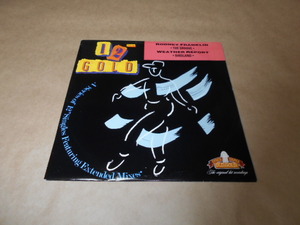 12"
GOLD
RODNEY FRANKLIN
•THE GROOVE•
WEATHER REPORT
•BIRDLAND•
A Series of 12" Singles Featuring Extended Mixes
The original hit recordings